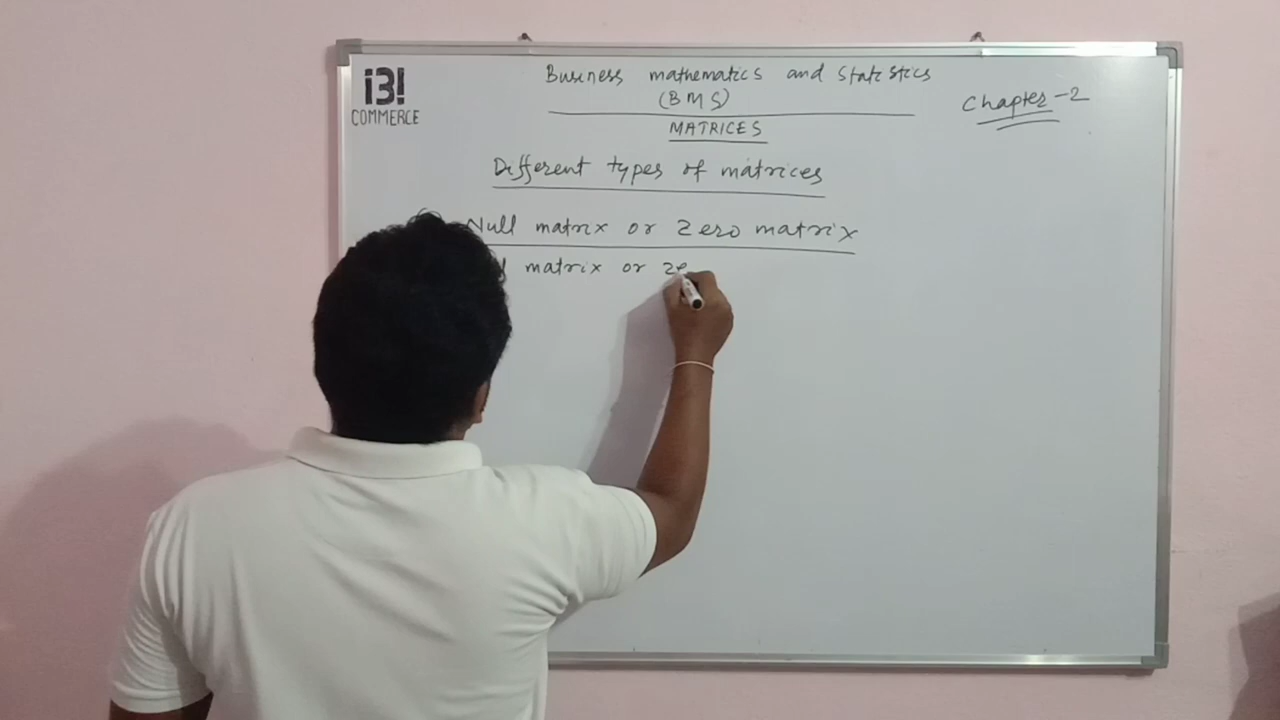 i3!
COMMERCE
Business mathematics and statistics
(BMS)
Chapter-2
MATRICES
Different types of matrices
Null matrix or Zero matrix
matrix or ze